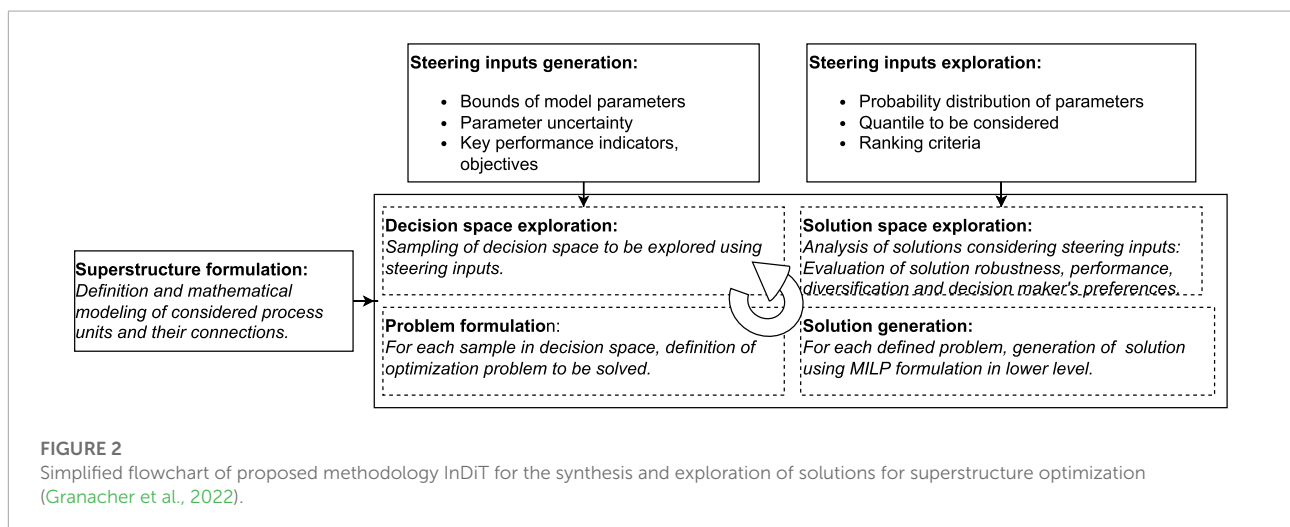 Steering inputs generation:
• Bounds of model parameters
• Parameter uncertainty
• Key performance indicators,
objectives
Steering inputs exploration:
• Probability distribution of parameters
• Quantile to be considered
• Ranking criteria
Superstructure formulation:
Definition and mathematical
modeling of considered process
units and their connections.
Decision space exploration:
Sampling of decision space to be explored using
steering inputs.
Solution space exploration:
Analysis of solutions considering steering inputs:
Evaluation of solution robustness, performance,
diversification and decision maker's preferences.
Problem formulation:
For each sample in decision space, definition of
optimization problem to be solved.
Solution generation:
For each defined problem, generation of solution
using MILP formulation in lower level.
FIGURE 2
Simplified flowchart of proposed methodology InDiT for the synthesis and exploration of solutions for superstructure optimization
(Granacher et al., 2022).